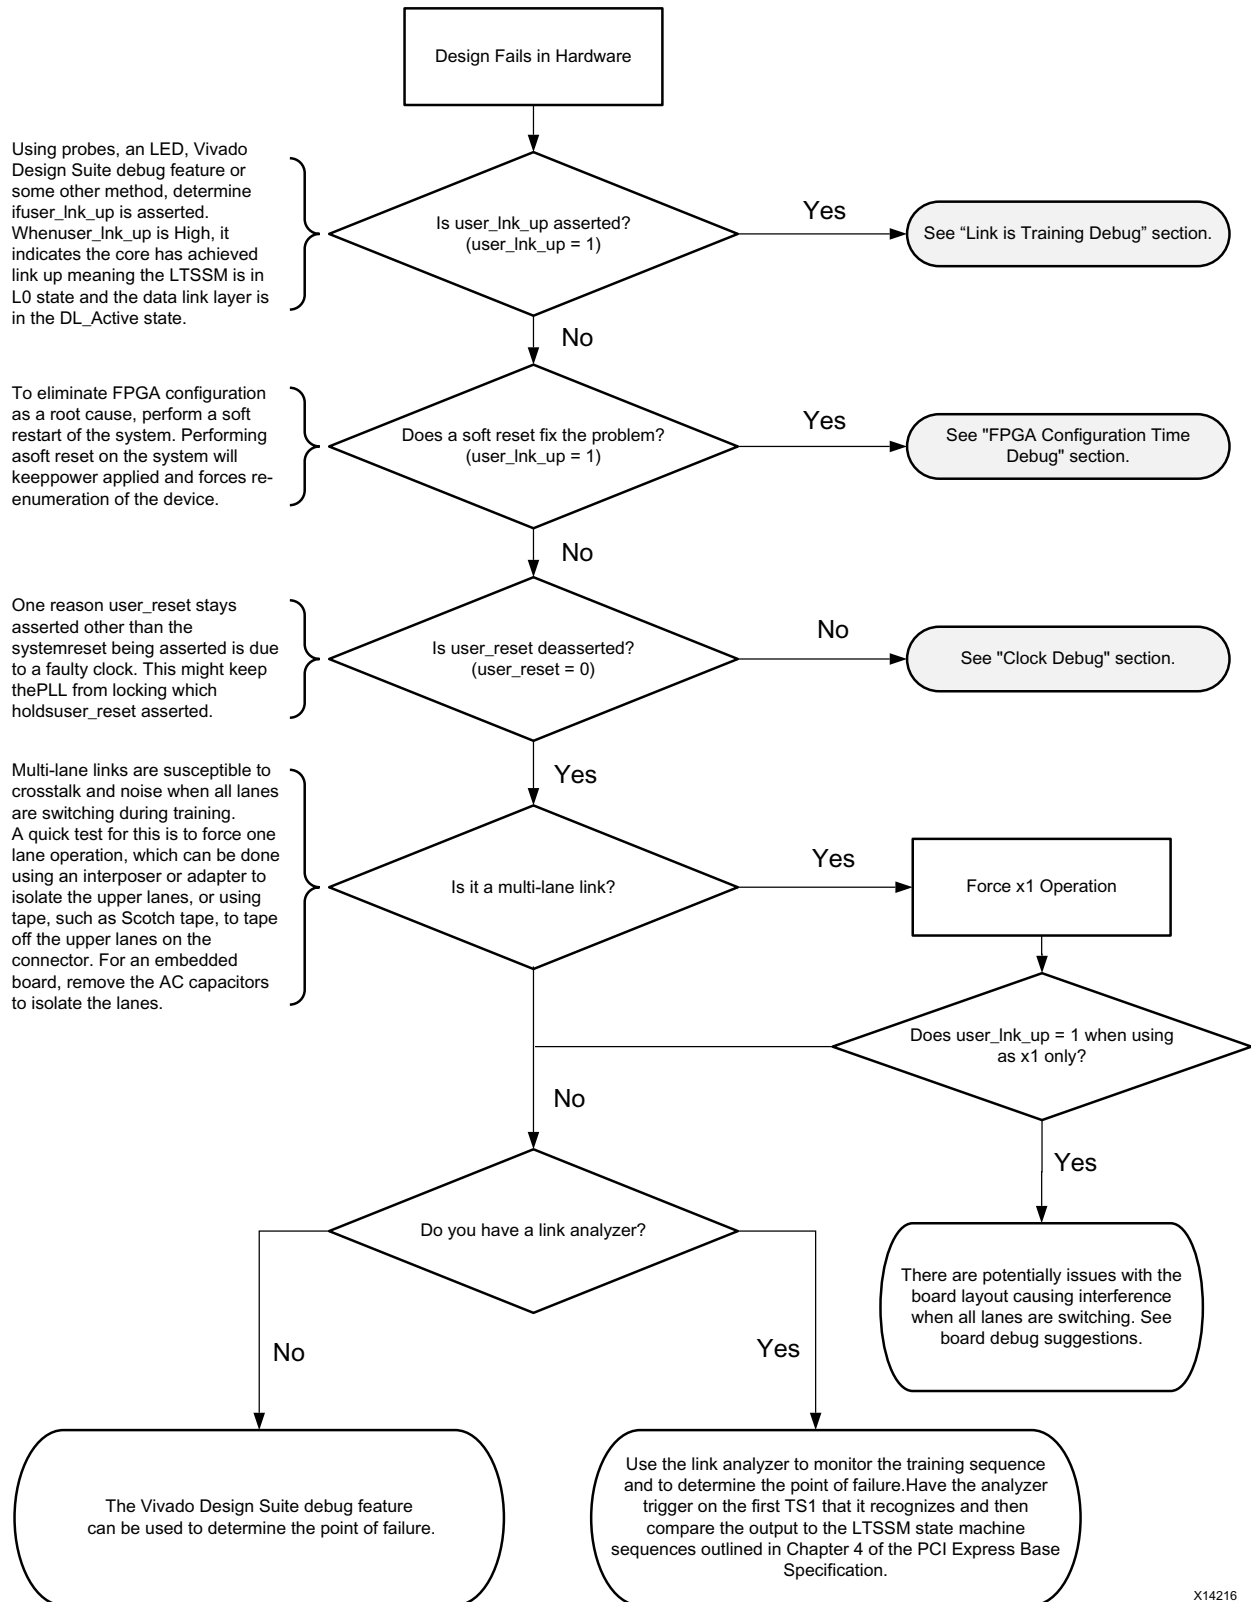 Design Fails in Hardware
Using probes, an LED, Vivado
Design Suite debug feature or
some other method, determine
ifuser_lnk_up is asserted.
Whenuser_lnk_up is High, it
indicates the core has achieved
link up meaning the LTSSM is in
L0 state and the data link layer is
in the DL_Active state.
Is user_lnk_up asserted?
(user_lnk_up = 1)
Yes
See “Link is Training Debug” section.
No
To eliminate FPGA configuration
as a root cause, perform a soft
restart of the system. Performing
asoft reset on the system will
keeppower applied and forces re-
enumeration of the device.
Does a soft reset fix the problem?
(user_lnk_up = 1)
Yes
See "FPGA Configuration Time
Debug" section.
No
One reason user_reset stays
asserted other than the
systemreset being asserted is due
to a faulty clock. This might keep
thePLL from locking which
holdsuser_reset asserted.
Is user_reset deasserted?
(user_reset = 0)
No
See "Clock Debug" section.
Yes
Multi-lane links are susceptible to
crosstalk and noise when all lanes
are switching during training.
A quick test for this is to force one
lane operation, which can be done
using an interposer or adapter to
isolate the upper lanes, or using
tape, such as Scotch tape, to tape
off the upper lanes on the
connector. For an embedded
board, remove the AC capacitors
to isolate the lanes.
Is it a multi-lane link?
Yes
Force x1 Operation
Does user_lnk_up = 1 when using
as x1 only?
No
Yes
Do you have a link analyzer?
There are potentially issues with the
board layout causing interference
when all lanes are switching. See
board debug suggestions.
No
Yes
The Vivado Design Suite debug feature
can be used to determine the point of failure.
Use the link analyzer to monitor the training sequence
and to determine the point of failure.Have the analyzer
trigger on the first TS1 that it recognizes and then
compare the output to the LTSSM state machine
sequences outlined in Chapter 4 of the PCI Express Base
Specification.
X14216